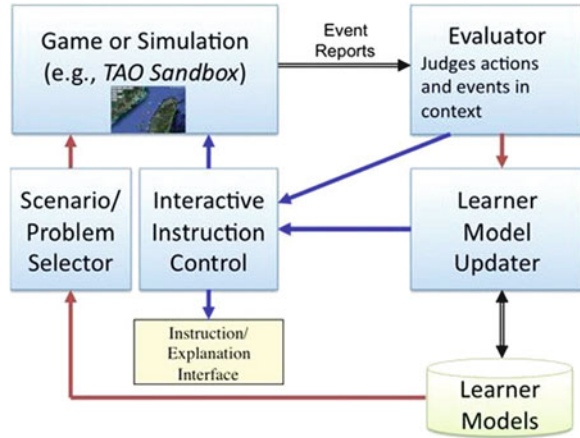 Game or Simulation
(e.g., TAO Sandbox)
Event
Reports
Evaluator
Judges actions
and events in
context
Scenario/
Problem
Selector
Interactive
Instruction
Control
Learner
Model
Updater
Instruction/
Explanation
Interface
Learner
Models